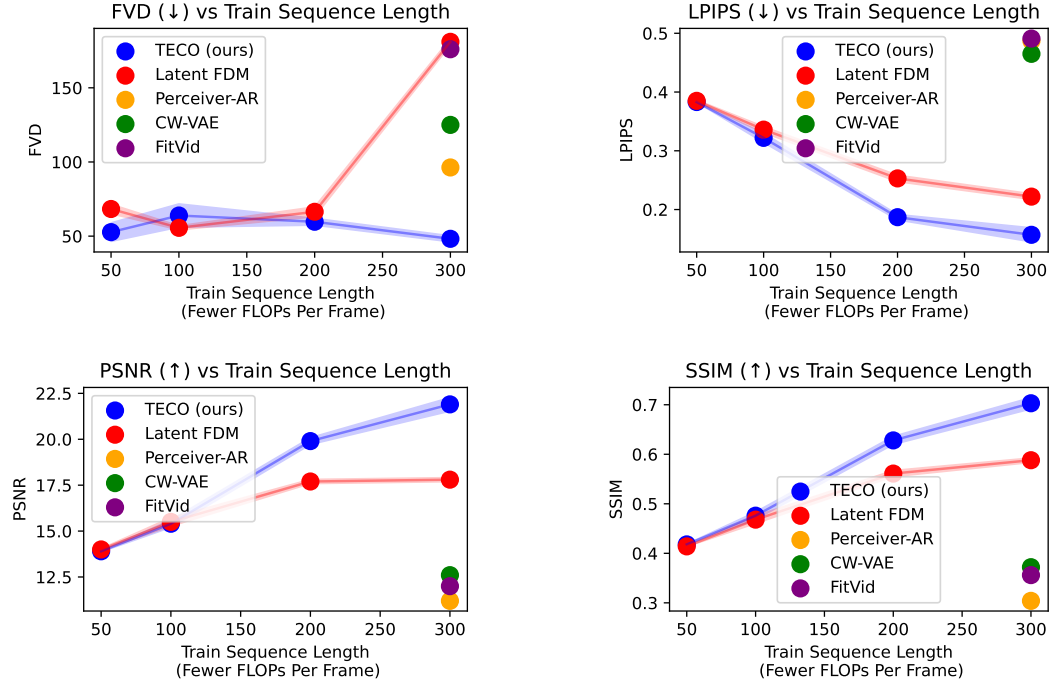 FVD (↓) vs Train Sequence Length
FVD
150
100
50
TECO (ours)
Latent FDM
Perceiver-AR
CW-VAE
FitVid
50 100 150 200 250 300
Train Sequence Length
(Fewer FLOPs Per Frame)
LPIPS (↓) vs Train Sequence Length
LPIPS
0.5
0.4
0.3
0.2
TECO (ours)
Latent FDM
Perceiver-AR
CW-VAE
FitVid
50 100 150 200 250 300
Train Sequence Length
(Fewer FLOPs Per Frame)
PSNR (↑) vs Train Sequence Length
PSNR
22.5
20.0
17.5
15.0
12.5
TECO (ours)
Latent FDM
Perceiver-AR
CW-VAE
FitVid
50 100 150 200 250 300
Train Sequence Length
(Fewer FLOPs Per Frame)
SSIM (↑) vs Train Sequence Length
SSIM
0.7
0.6
0.5
0.4
0.3
TECO (ours)
Latent FDM
Perceiver-AR
CW-VAE
FitVid
50 100 150 200 250 300
Train Sequence Length
(Fewer FLOPs Per Frame)